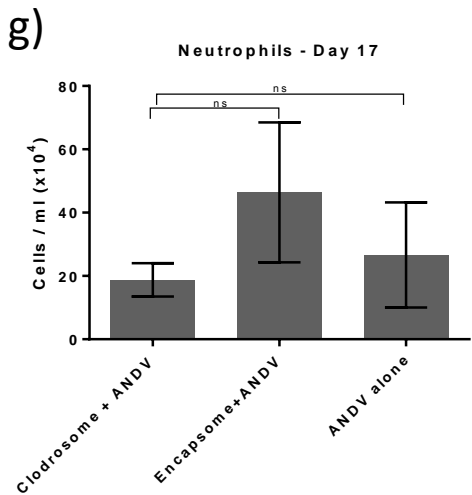 g)
Neutrophils - Day 17
ns
ns
80
60
40
20
0
Cells / ml (x10⁴)
Clodrosome + ANDV
Encapsome+ANDV
ANDV alone